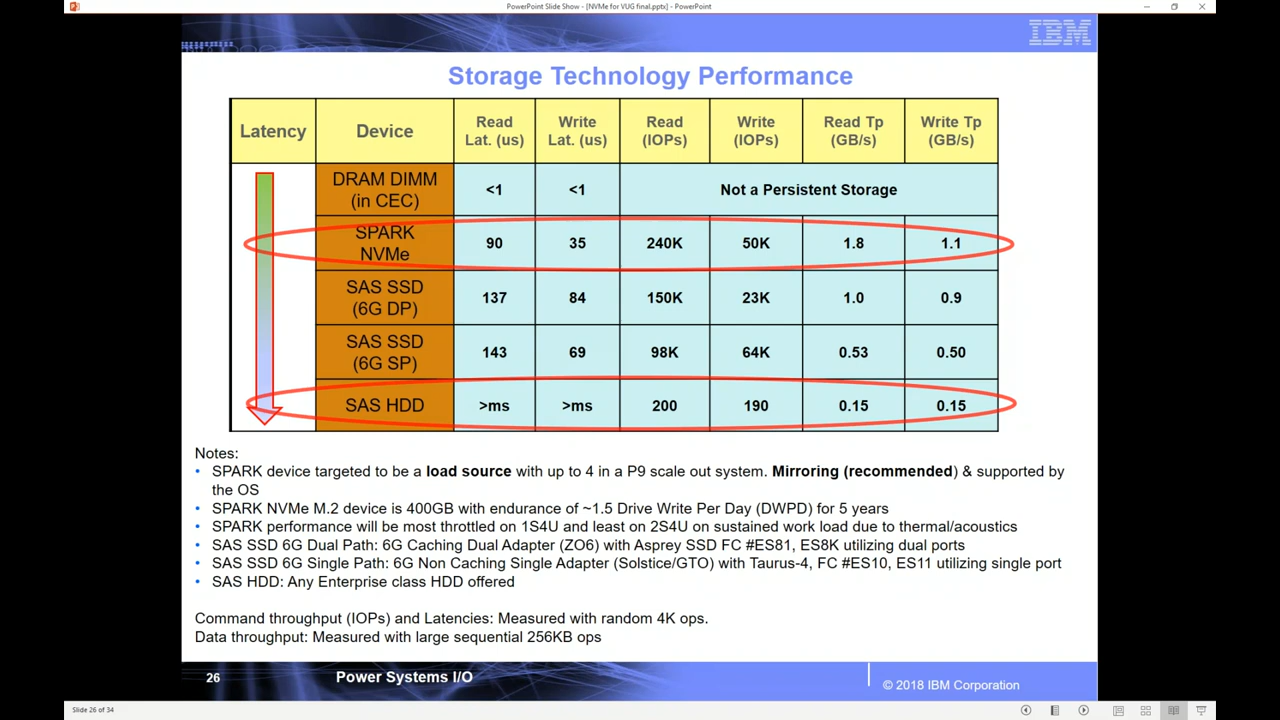 PowerPoint Slide Show - [NVMe for VUG final.pptx] - PowerPoint
IBM
Storage Technology Performance
Latency Device Read Lat. (us) Write Lat. (us) Read (IOPs) Write (IOPs) Read Tp (GB/s) Write Tp (GB/s)
DRAM DIMM (in CEC) <1 <1 Not a Persistent Storage
SPARK NVMe 90 35 240K 50K 1.8 1.1
SAS SSD (6G DP) 137 84 150K 23K 1.0 0.9
SAS SSD (6G SP) 143 69 98K 64K 0.53 0.50
SAS HDD >ms >ms 200 190 0.15 0.15
Notes:
• SPARK device targeted to be a load source with up to 4 in a P9 scale out system. Mirroring (recommended) & supported by
the OS
• SPARK NVMe M.2 device is 400GB with endurance of ~1.5 Drive Write Per Day (DWPD) for 5 years
• SPARK performance will be most throttled on 1S4U and least on 2S4U on sustained work load due to thermal/acoustics
• SAS SSD 6G Dual Path: 6G Caching Dual Adapter (ZO6) with Asprey SSD FC #ES81, ES8K utilizing dual ports
• SAS SSD 6G Single Path: 6G Non Caching Single Adapter (Solstice/GTO) with Taurus-4, FC #ES10, ES11 utilizing single port
• SAS HDD: Any Enterprise class HDD offered
Command throughput (IOPs) and Latencies: Measured with random 4K ops.
Data throughput: Measured with large sequential 256KB ops
26 Power Systems I/O © 2018 IBM Corporation
Slide 26 of 34